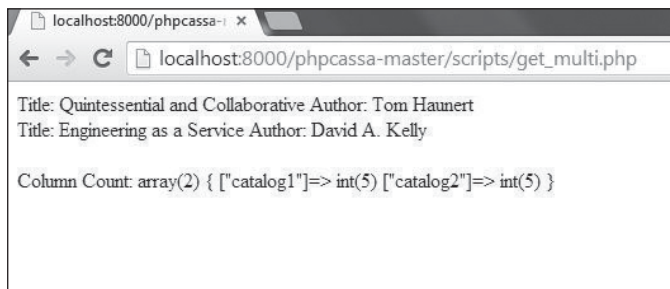 localhost:8000/phpcassa-
localhost:8000/phpcassa-master/scripts/get_multi.php
Title: Quintessential and Collaborative Author: Tom Haunert
Title: Engineering as a Service Author: David A. Kelly
Column Count: array(2) { ["catalog1"]=> int(5) ["catalog2"]=> int(5) }